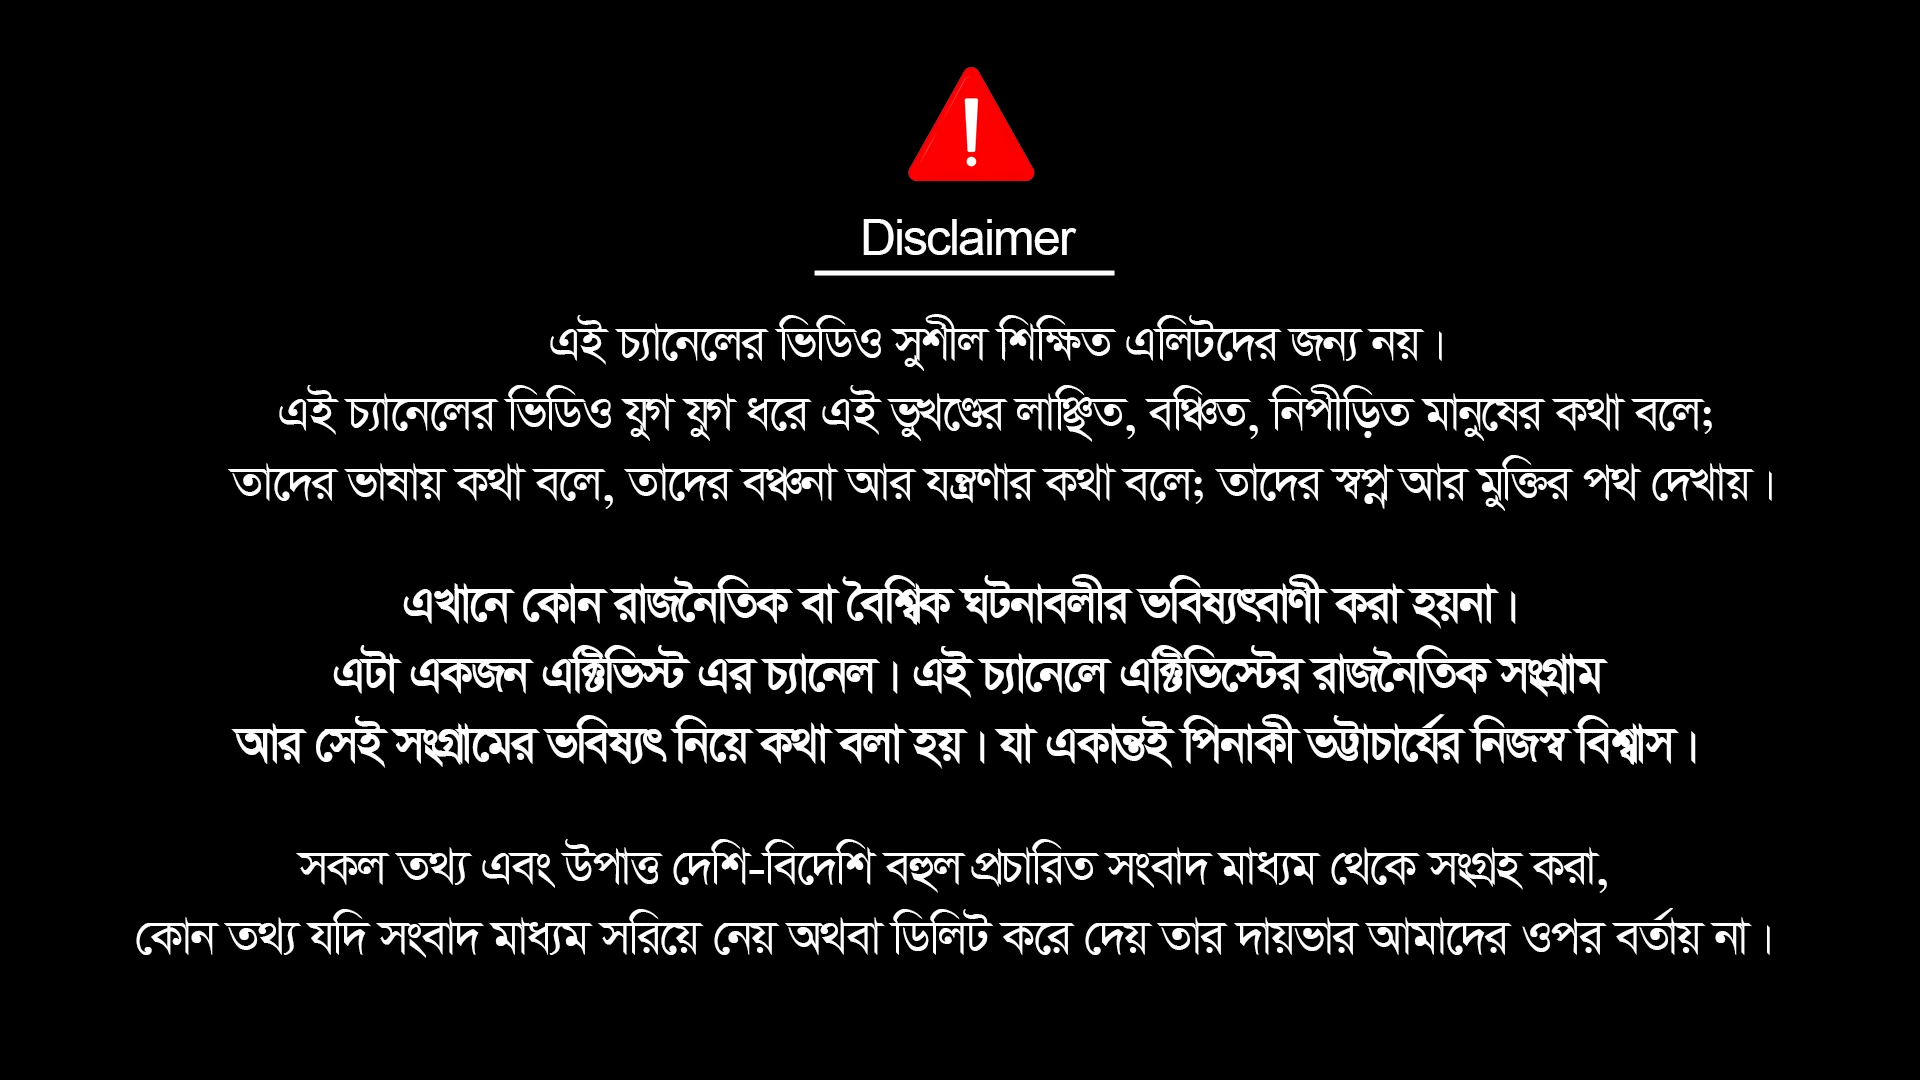 !
Disclaimer
এই চ্যানেলের ভিডিও সুশীল শিক্ষিত এলিটদের জন্য নয়।
এই চ্যানেলের ভিডিও যুগ যুগ ধরে এই ভুখণ্ডের লাঞ্ছিত, বঞ্চিত, নিপীড়িত মানুষের কথা বলে;
তাদের ভাষায় কথা বলে, তাদের বঞ্চনা আর যন্ত্রণার কথা বলে; তাদের স্বপ্ন আর মুক্তির পথ দেখায়।
এখানে কোন রাজনৈতিক বা বৈশ্বিক ঘটনাবলীর ভবিষ্যৎবাণী করা হয়না।
এটা একজন এক্টিভিস্ট এর চ্যানেল। এই চ্যানেলে এক্টিভিস্টের রাজনৈতিক সংগ্রাম
আর সেই সংগ্রামের ভবিষ্যৎ নিয়ে কথা বলা হয়। যা একান্তই পিনাকী ভট্টাচার্যের নিজস্ব বিশ্বাস।
সকল তথ্য এবং উপাত্ত দেশি-বিদেশি বহুল প্রচারিত সংবাদ মাধ্যম থেকে সংগ্রহ করা,
কোন তথ্য যদি সংবাদ মাধ্যম সরিয়ে নেয় অথবা ডিলিট করে দেয় তার দায়ভার আমাদের ওপর বর্তায় না।